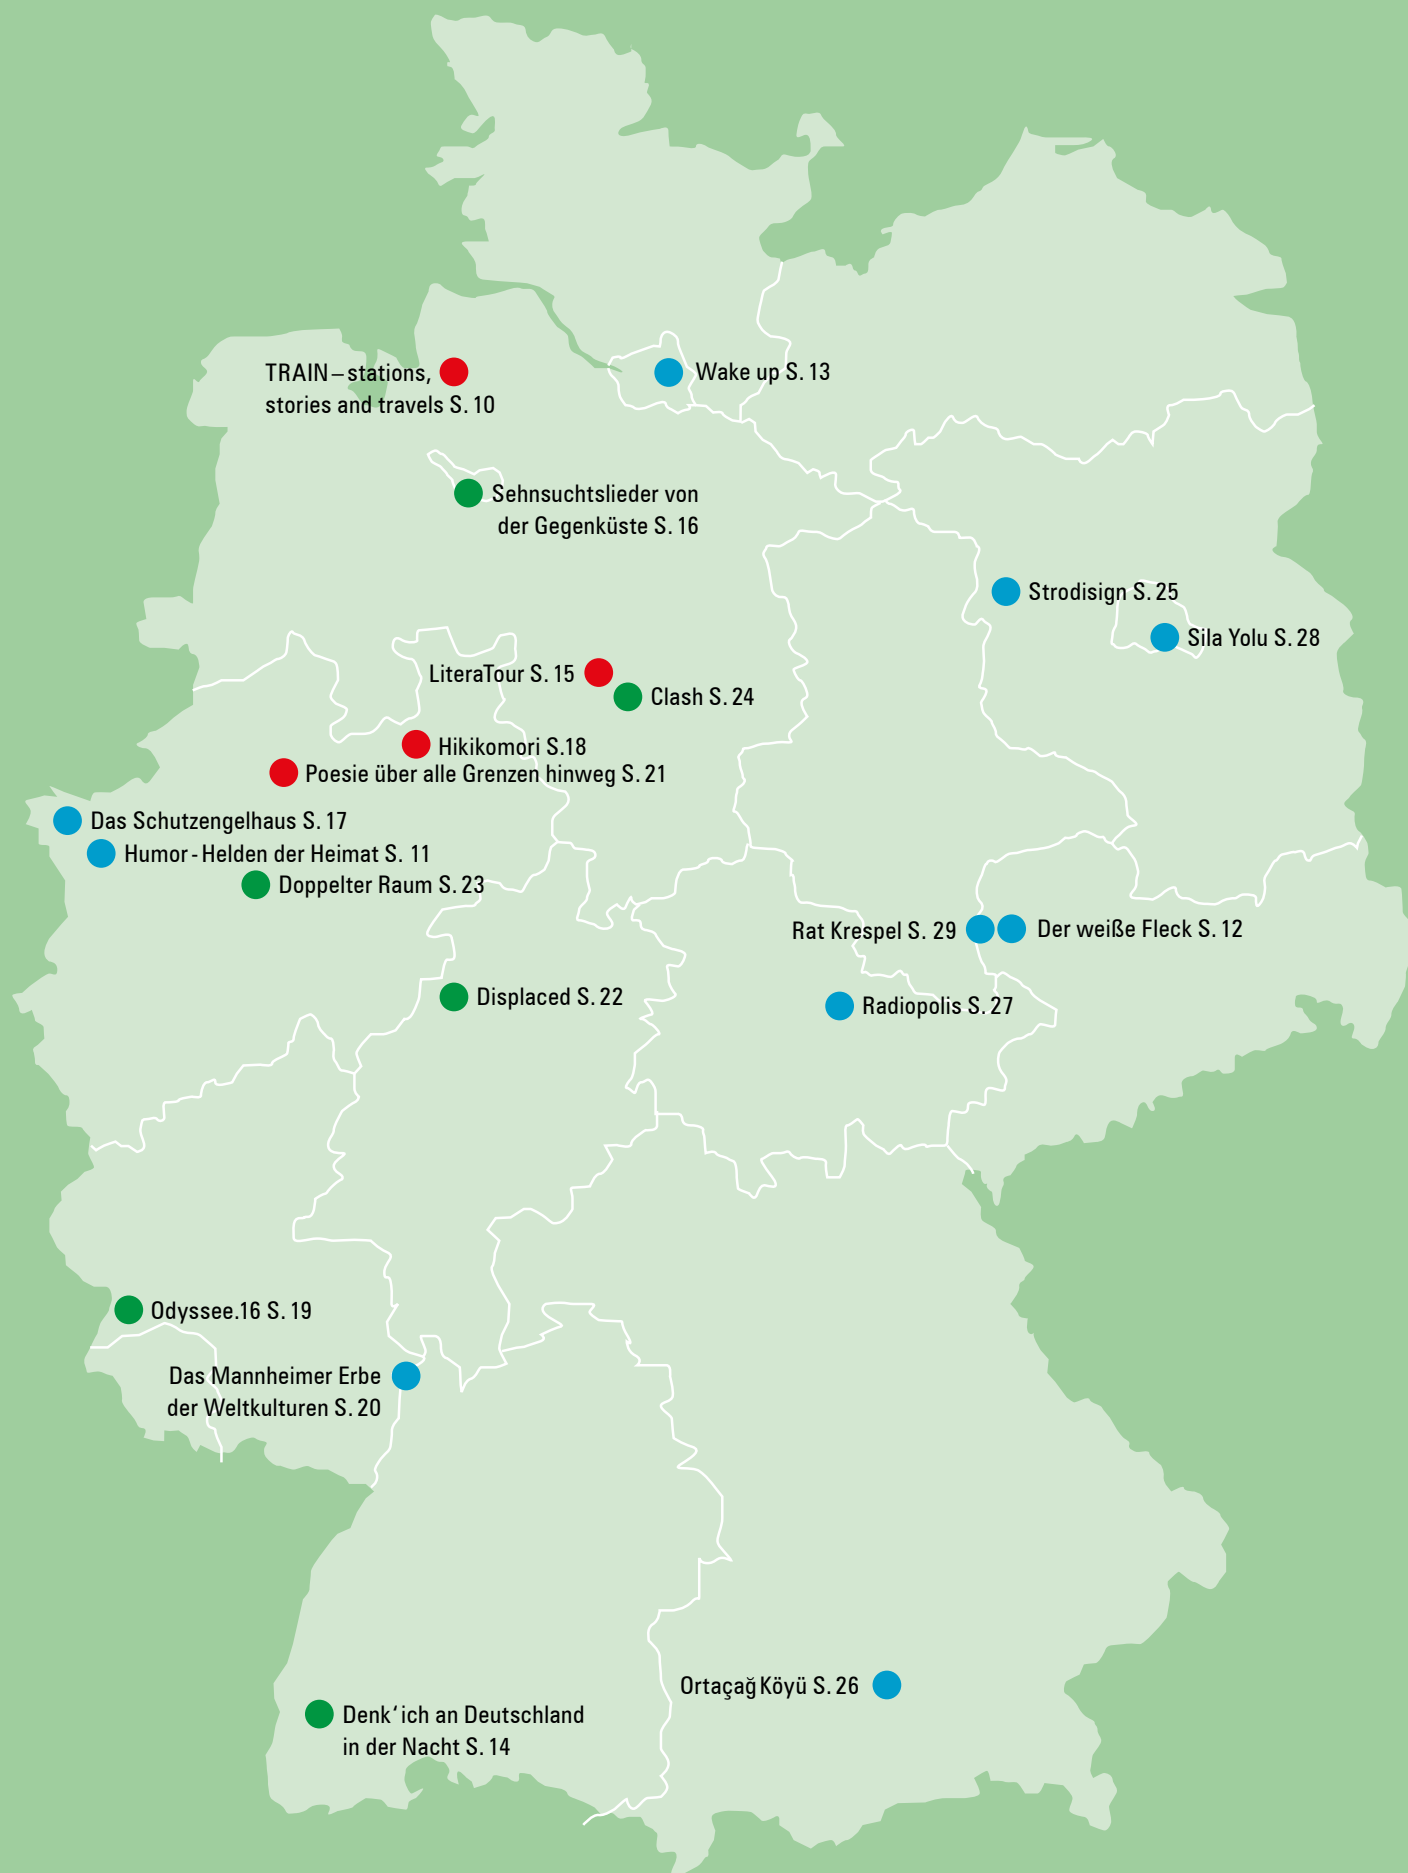 TRAIN – stations,
stories and travels S. 10
Wake up S. 13
Sehnsuchtslieder von
der Gegenküste S. 16
Strodisign S. 25
Sila Yolu S. 28
LiteraTour S. 15
Clash S. 24
Hikikomori S.18
Poesie über alle Grenzen hinweg S. 21
Das Schutzengelhaus S. 17
Humor - Helden der Heimat S. 11
Doppelter Raum S. 23
Rat Krespel S. 29
Der weiße Fleck S. 12
Displaced S. 22
Radiopolis S. 27
Odyssee.16 S. 19
Das Mannheimer Erbe
der Weltkulturen S. 20
Ortaçağ Köyü S. 26
Denk‘ ich an Deutschland
in der Nacht S. 14